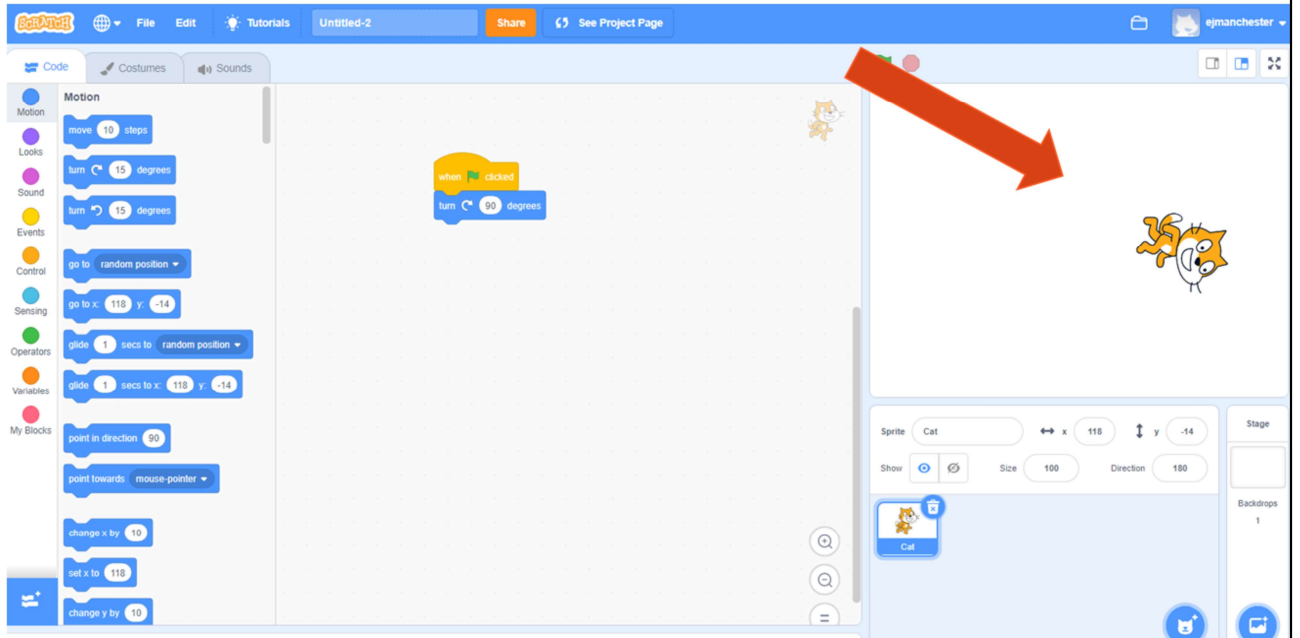 SCRATCH File Edit Tutorials Untitled-2 Share See Project Page ejmanchester
Code Costumes Sounds
Motion
Looks
Sound
Events
Control
Sensing
Operators
Variables
My Blocks
Motion
move 10 steps
turn 15 degrees
turn 15 degrees
go to random position
go to x: 118 y: -14
glide 1 secs to random position
glide 1 secs to x: 118 y: -14
point in direction 90
point towards mouse-pointer
change x by 10
set x to 118
change y by 10
when clicked
turn 90 degrees
Sprite Cat x 118 y -14
Show Size 100 Direction 180
Cat
Stage
Backdrops
1